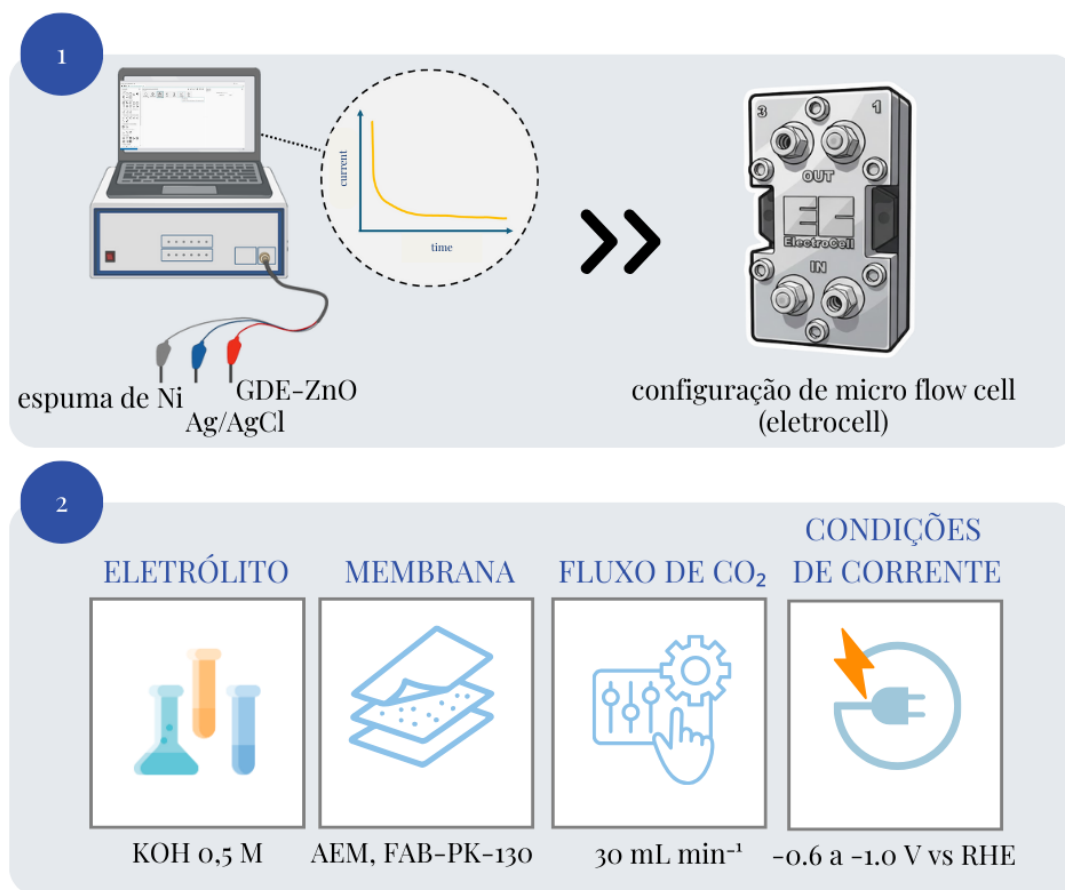 1
current
time
espuma de Ni
Ag/AgCl
GDE-ZnO
3
1
OUT
EC
ElectroCell
IN
configuração de micro flow cell
(eletrocell)
2
ELETRÓLITO
MEMBRANA
FLUXO DE CO₂
CONDIÇÕES
DE CORRENTE
KOH 0,5 M
AEM, FAB-PK-130
30 mL min⁻¹
-0.6 a -1.0 V vs RHE